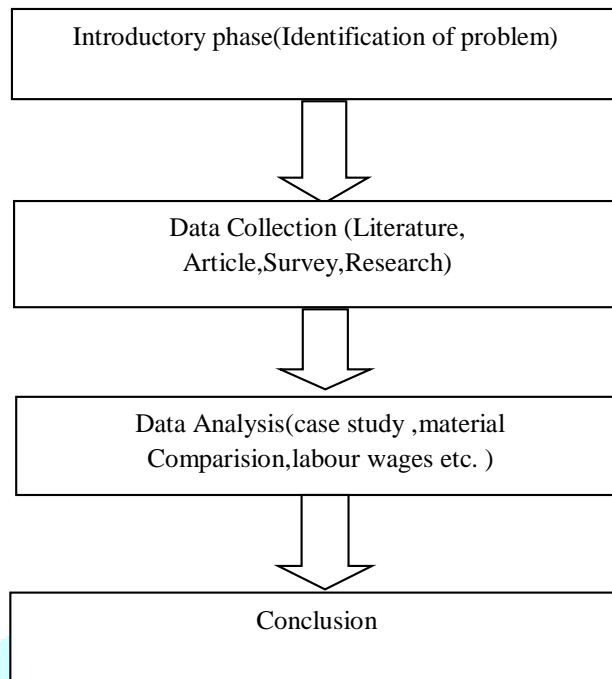 Introductory phase(Identification of problem)
Data Collection (Literature,
Article,Survey,Research)
Data Analysis(case study ,material
Comparision,labour wages etc. )
Conclusion